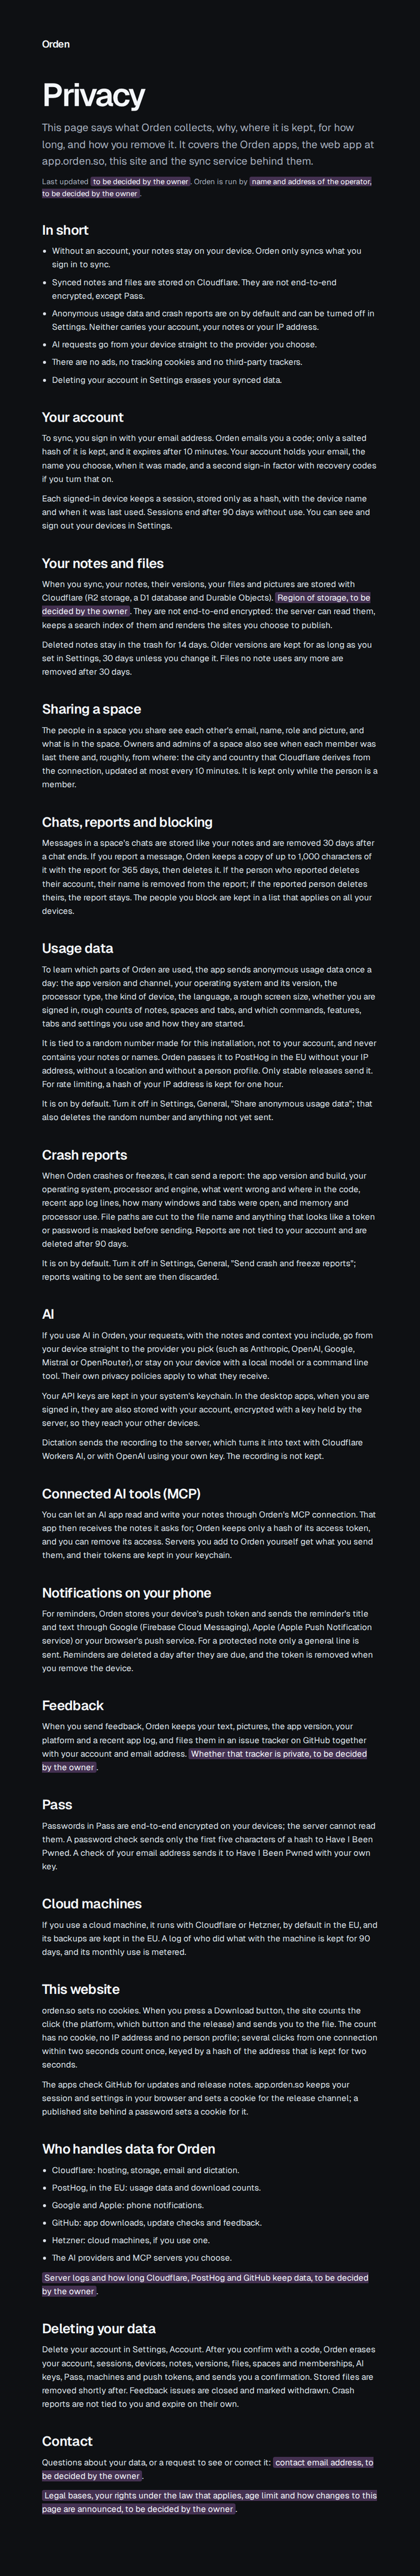 Orden
Privacy
This page says what Orden collects, why, where it is kept, for how
long, and how you remove it. It covers the Orden apps, the web app at
app.orden.so, this site and the sync service behind them.
Last updated to be decided by the owner. Orden is run by name and address of the operator,
to be decided by the owner.
In short
• Without an account, your notes stay on your device. Orden only syncs what you
sign in to sync.
• Synced notes and files are stored on Cloudflare. They are not end-to-end
encrypted, except Pass.
• Anonymous usage data and crash reports are on by default and can be turned off in
Settings. Neither carries your account, your notes or your IP address.
• AI requests go from your device straight to the provider you choose.
• There are no ads, no tracking cookies and no third-party trackers.
• Deleting your account in Settings erases your synced data.
Your account
To sync, you sign in with your email address. Orden emails you a code; only a salted
hash of it is kept, and it expires after 10 minutes. Your account holds your email, the
name you choose, when it was made, and a second sign-in factor with recovery codes
if you turn that on.
Each signed-in device keeps a session, stored only as a hash, with the device name
and when it was last used. Sessions end after 90 days without use. You can see and
sign out your devices in Settings.
Your notes and files
When you sync, your notes, their versions, your files and pictures are stored with
Cloudflare (R2 storage, a D1 database and Durable Objects). Region of storage, to be
decided by the owner. They are not end-to-end encrypted: the server can read them,
keeps a search index of them and renders the sites you choose to publish.
Deleted notes stay in the trash for 14 days. Older versions are kept for as long as you
set in Settings, 30 days unless you change it. Files no note uses any more are
removed after 30 days.
Sharing a space
The people in a space you share see each other's email, name, role and picture, and
what is in the space. Owners and admins of a space also see when each member was
last there and, roughly, from where: the city and country that Cloudflare derives from
the connection, updated at most every 10 minutes. It is kept only while the person is a
member.
Chats, reports and blocking
Messages in a space's chats are stored like your notes and are removed 30 days after
a chat ends. If you report a message, Orden keeps a copy of up to 1,000 characters of
it with the report for 365 days, then deletes it. If the person who reported deletes
their account, their name is removed from the report; if the reported person deletes
theirs, the report stays. The people you block are kept in a list that applies on all your
devices.
Usage data
To learn which parts of Orden are used, the app sends anonymous usage data once a
day: the app version and channel, your operating system and its version, the
processor type, the kind of device, the language, a rough screen size, whether you are
signed in, rough counts of notes, spaces and tabs, and which commands, features,
tabs and settings you use and how they are started.
It is tied to a random number made for this installation, not to your account, and never
contains your notes or names. Orden passes it to PostHog in the EU without your IP
address, without a location and without a person profile. Only stable releases send it.
For rate limiting, a hash of your IP address is kept for one hour.
It is on by default. Turn it off in Settings, General, "Share anonymous usage data"; that
also deletes the random number and anything not yet sent.
Crash reports
When Orden crashes or freezes, it can send a report: the app version and build, your
operating system, processor and engine, what went wrong and where in the code,
recent app log lines, how many windows and tabs were open, and memory and
processor use. File paths are cut to the file name and anything that looks like a token
or password is masked before sending. Reports are not tied to your account and are
deleted after 90 days.
It is on by default. Turn it off in Settings, General, "Send crash and freeze reports";
reports waiting to be sent are then discarded.
AI
If you use AI in Orden, your requests, with the notes and context you include, go from
your device straight to the provider you pick (such as Anthropic, OpenAI, Google,
Mistral or OpenRouter), or stay on your device with a local model or a command line
tool. Their own privacy policies apply to what they receive.
Your API keys are kept in your system's keychain. In the desktop apps, when you are
signed in, they are also stored with your account, encrypted with a key held by the
server, so they reach your other devices.
Dictation sends the recording to the server, which turns it into text with Cloudflare
Workers AI, or with OpenAI using your own key. The recording is not kept.
Connected AI tools (MCP)
You can let an AI app read and write your notes through Orden's MCP connection. That
app then receives the notes it asks for; Orden keeps only a hash of its access token,
and you can remove its access. Servers you add to Orden yourself get what you send
them, and their tokens are kept in your keychain.
Notifications on your phone
For reminders, Orden stores your device's push token and sends the reminder's title
and text through Google (Firebase Cloud Messaging), Apple (Apple Push Notification
service) or your browser's push service. For a protected note only a general line is
sent. Reminders are deleted a day after they are due, and the token is removed when
you remove the device.
Feedback
When you send feedback, Orden keeps your text, pictures, the app version, your
platform and a recent app log, and files them in an issue tracker on GitHub together
with your account and email address. Whether that tracker is private, to be decided
by the owner.
Pass
Passwords in Pass are end-to-end encrypted on your devices; the server cannot read
them. A password check sends only the first five characters of a hash to Have I Been
Pwned. A check of your email address sends it to Have I Been Pwned with your own
key.
Cloud machines
If you use a cloud machine, it runs with Cloudflare or Hetzner, by default in the EU, and
its backups are kept in the EU. A log of who did what with the machine is kept for 90
days, and its monthly use is metered.
This website
orden.so sets no cookies. When you press a Download button, the site counts the
click (the platform, which button and the release) and sends you to the file. The count
has no cookie, no IP address and no person profile; several clicks from one connection
within two seconds count once, keyed by a hash of the address that is kept for two
seconds.
The apps check GitHub for updates and release notes. app.orden.so keeps your
session and settings in your browser and sets a cookie for the release channel; a
published site behind a password sets a cookie for it.
Who handles data for Orden
• Cloudflare: hosting, storage, email and dictation.
• PostHog, in the EU: usage data and download counts.
• Google and Apple: phone notifications.
• GitHub: app downloads, update checks and feedback.
• Hetzner: cloud machines, if you use one.
• The AI providers and MCP servers you choose.
Server logs and how long Cloudflare, PostHog and GitHub keep data, to be decided
by the owner.
Deleting your data
Delete your account in Settings, Account. After you confirm with a code, Orden erases
your account, sessions, devices, notes, versions, files, spaces and memberships, AI
keys, Pass, machines and push tokens, and sends you a confirmation. Stored files are
removed shortly after. Feedback issues are closed and marked withdrawn. Crash
reports are not tied to you and expire on their own.
Contact
Questions about your data, or a request to see or correct it: contact email address, to
be decided by the owner.
Legal bases, your rights under the law that applies, age limit and how changes to this
page are announced, to be decided by the owner.